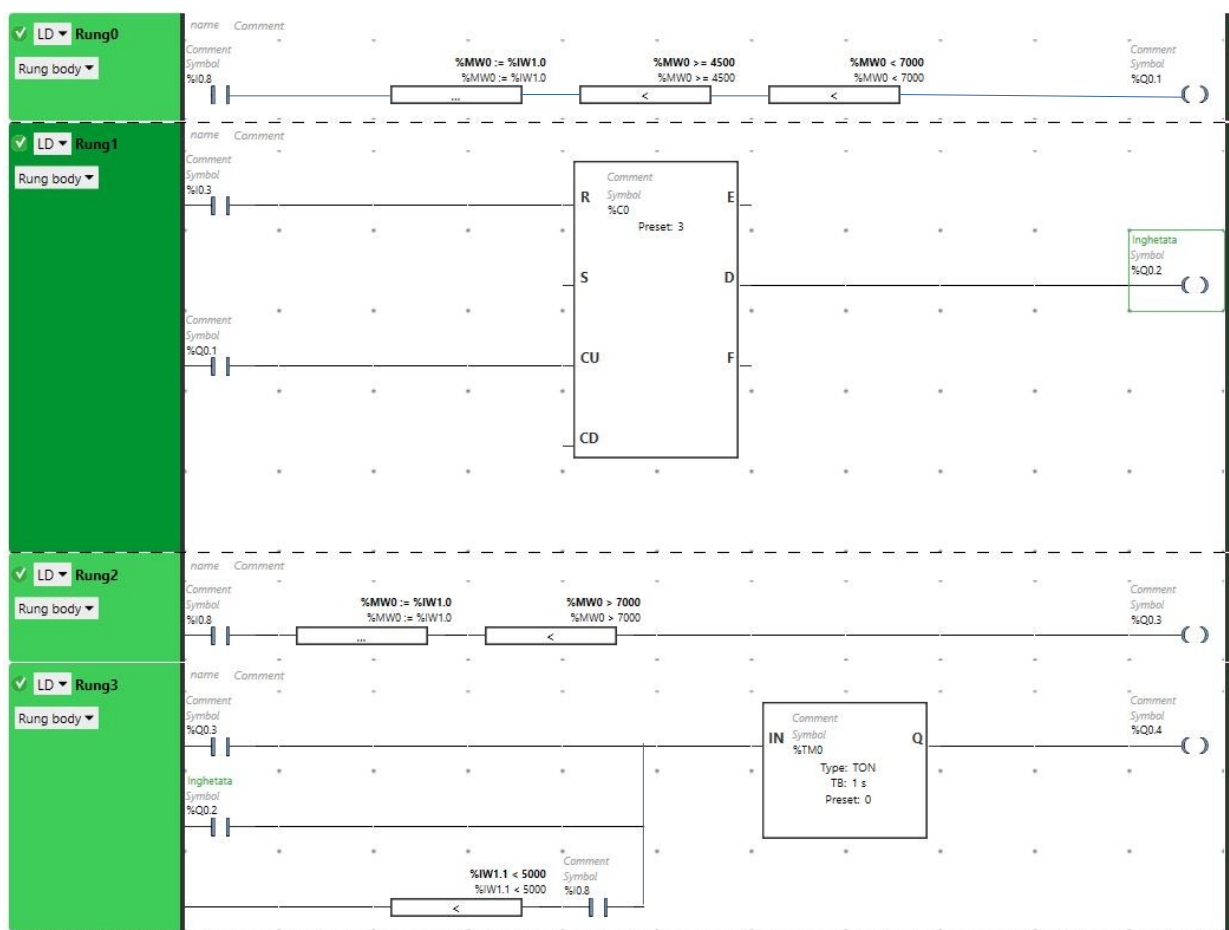 LD Rung0
Rung body
name Comment
Comment
Symbol
%I0.8
%MW0 := %IW1.0
%MW0 := %IW1.0
...
%MW0 >= 4500
%MW0 >= 4500
<
%MW0 < 7000
%MW0 < 7000
<
Comment
Symbol
%Q0.1
LD Rung1
Rung body
name Comment
Comment
Symbol
%I0.3
Comment
Symbol
%Q0.1
R
S
CU
CD
Comment
Symbol
%C0
Preset: 3
E
D
F
Inghetata
Symbol
%Q0.2
LD Rung2
Rung body
name Comment
Comment
Symbol
%I0.8
%MW0 := %IW1.0
%MW0 := %IW1.0
...
%MW0 > 7000
%MW0 > 7000
<
Comment
Symbol
%Q0.3
LD Rung3
Rung body
name Comment
Comment
Symbol
%Q0.3
Inghetata
Symbol
%Q0.2
%IW1.1 < 5000
%IW1.1 < 5000
<
Comment
Symbol
%I0.8
IN
Comment
Symbol
%TM0
Type: TON
TB: 1 s
Preset: 0
Q
Comment
Symbol
%Q0.4